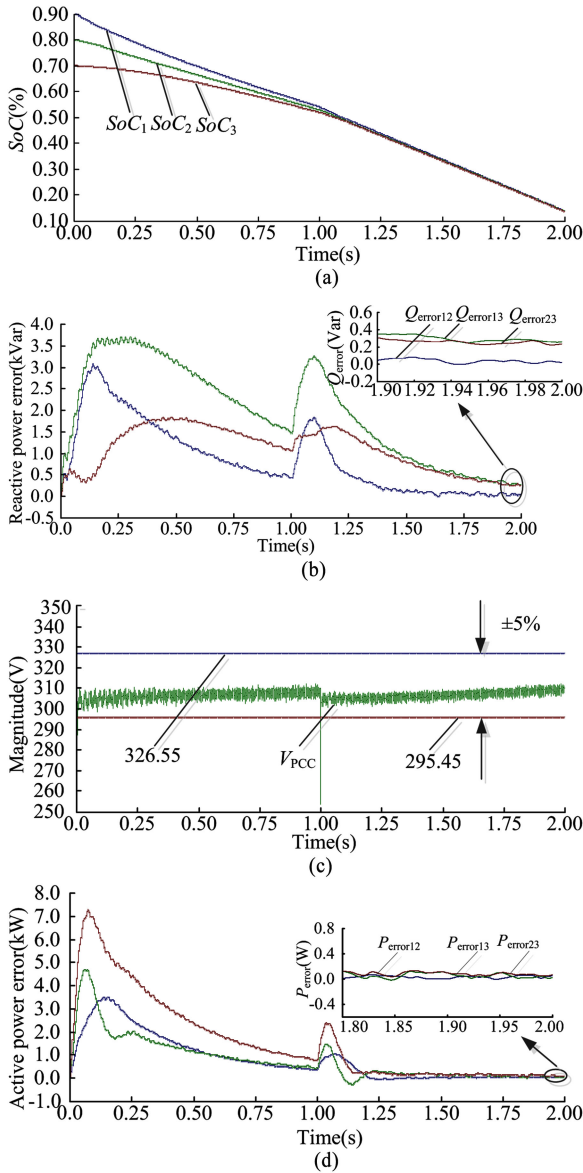 0.90
0.80
0.70
0.60
0.50
0.40
0.30
0.20
0.10
SoC(%)
SoC1 SoC2 SoC3
0.00 0.25 0.50 0.75 1.00 1.25 1.50 1.75 2.00
Time(s)
(a)
4.0
3.5
3.0
2.5
2.0
1.5
1.0
0.5
0.0
-0.5
Reactive power error(kVar)
0.6
0.4
0.2
0.0
-0.2
Qerror(Var)
Qerror12 Qerror13 Qerror23
1.90 1.92 1.94 1.96 1.98 2.00
0.0 0.25 0.50 0.75 1.00 1.25 1.50 1.75 2.00
Time(s)
(b)
350
340
330
320
310
300
290
280
270
260
250
Magnitude(V)
±5%
326.55 VPCC 295.45
0.00 0.25 0.50 0.75 1.00 1.25 1.50 1.75 2.00
Time(s)
(c)
8.0
7.0
6.0
5.0
4.0
3.0
2.0
1.0
0.0
-1.0
Active power error(kW)
0.8
0.4
0.0
-0.4
Perror(W)
Perror12 Perror13 Perror23
1.80 1.85 1.90 1.95 2.00
0.00 0.25 0.50 0.75 1.00 1.25 1.50 1.75 2.00
Time(s)
(d)